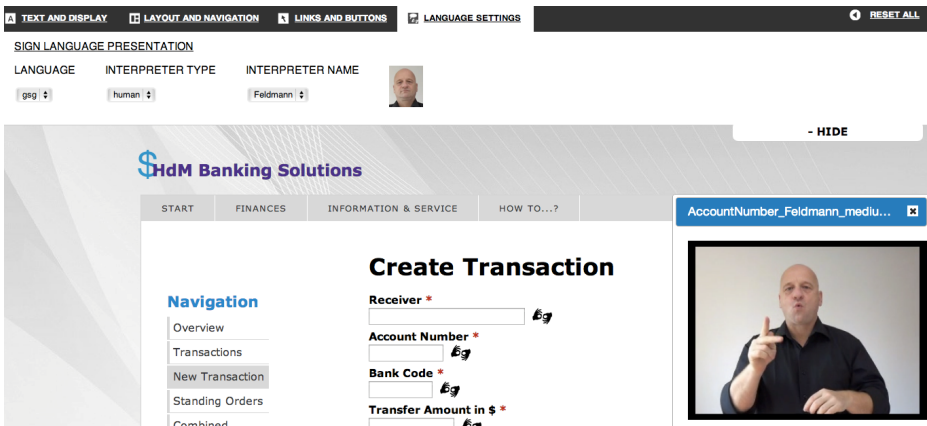 A TEXT AND DISPLAY LAYOUT AND NAVIGATION LINKS AND BUTTONS LANGUAGE SETTINGS RESET ALL
SIGN LANGUAGE PRESENTATION
LANGUAGE INTERPRETER TYPE INTERPRETER NAME
gsg human Feldmann
- HIDE
$HdM Banking Solutions
START FINANCES INFORMATION & SERVICE HOW TO...?
AccountNumber_Feldmann_mediu...
Create Transaction
Navigation
Overview
Transactions
New Transaction
Standing Orders
Combined
Receiver *
Account Number *
Bank Code *
Transfer Amount in $ *